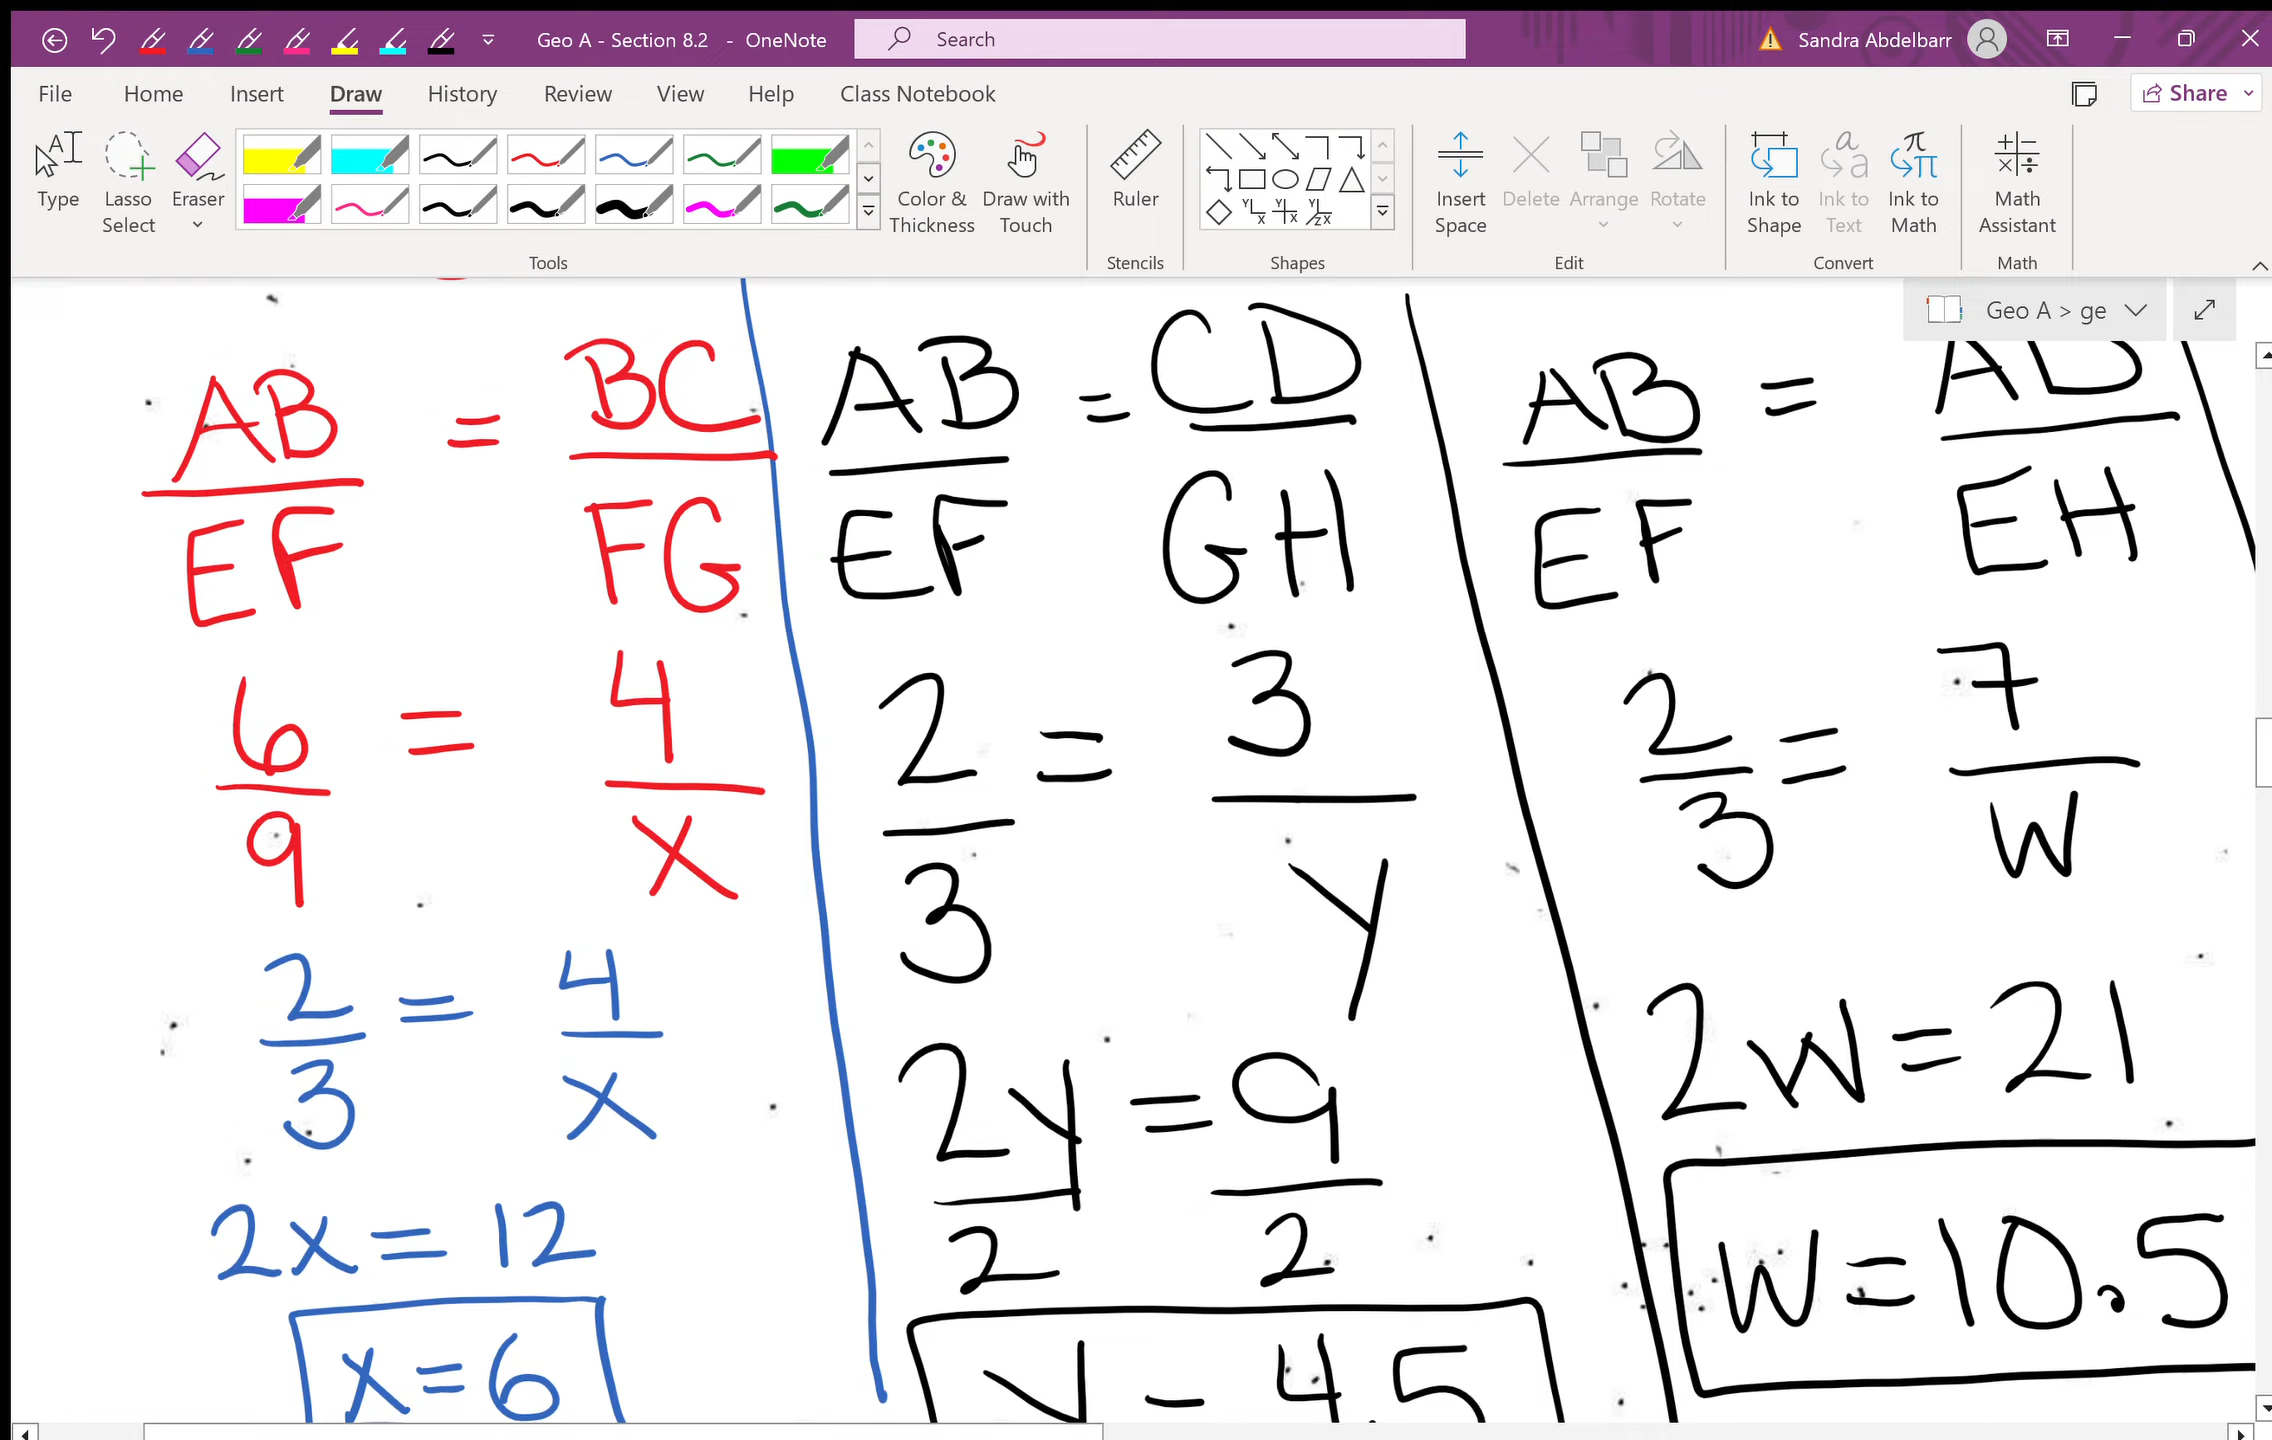 Geo A - Section 8.2 - OneNote
Search
Sandra Abdelbarr
File Home Insert Draw History Review View Help Class Notebook
Share
Type
Lasso Select
Eraser
Color & Thickness
Draw with Touch
Ruler
Insert Space
Delete
Arrange
Rotate
Ink to Shape
Ink to Text
Ink to Math
Math Assistant
Tools Stencils Shapes Edit Convert Math
Geo A > ge
AB/EF = BC/FG
6/9 = 4/x
2/3 = 4/x
2x = 12
x = 6
AB/EF = CD/GH
2/3 = 3/y
2y/2 = 9/2
y = 4.5
AB/EF = AD/EH
2/3 = 7/w
2w = 21
w = 10.5